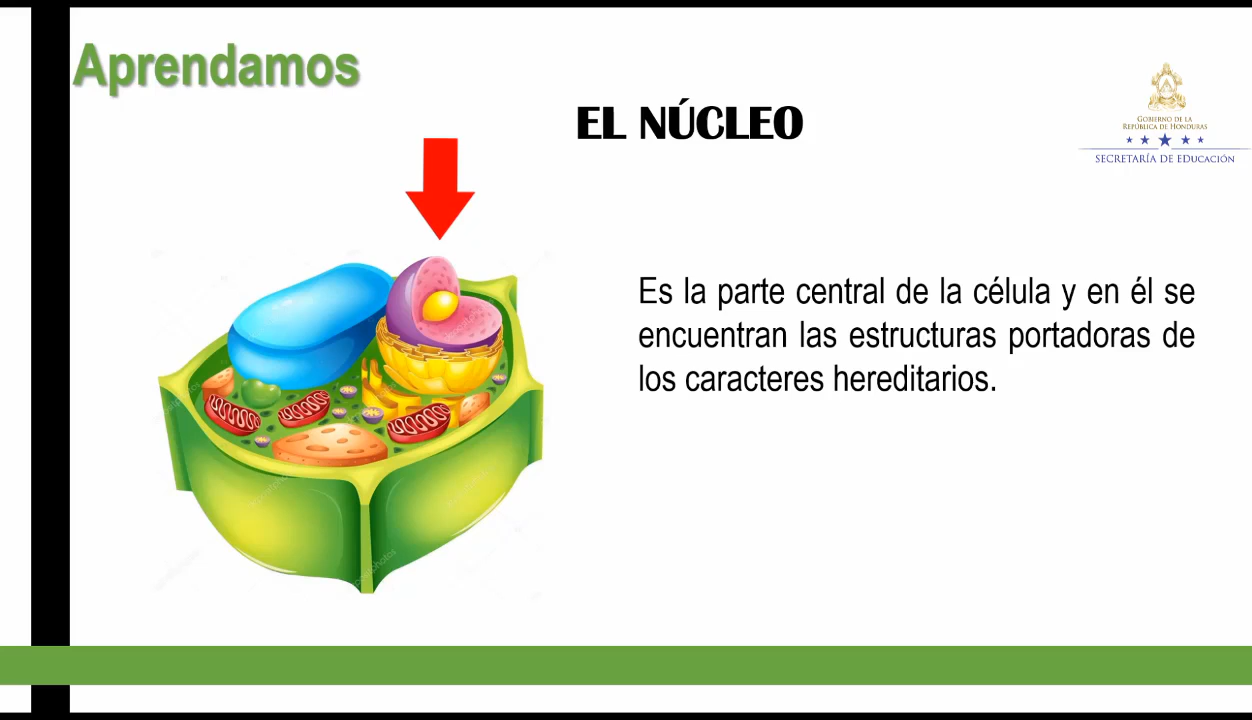 Aprendamos
EL NÚCLEO
GOBIERNO DE LA
REPÚBLICA DE HONDURAS
SECRETARÍA DE EDUCACIÓN
Es la parte central de la célula y en él se
encuentran las estructuras portadoras de
los caracteres hereditarios.